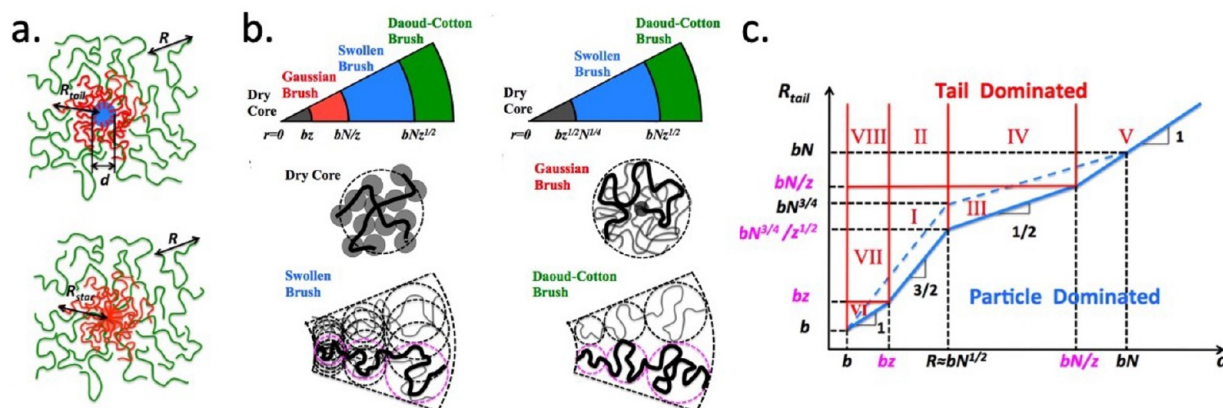 a.
R
R_tail
d
R
R_star
b.
Daoud-Cotton
Brush
Swollen
Brush
Gaussian
Brush
Dry
Core
r=0 bz bN/z bNz^1/2
Daoud-Cotton
Brush
Swollen
Brush
Dry
Core
r=0 bz^1/2N^1/4 bNz^1/2
Dry Core
Gaussian
Brush
Swollen
Brush
Daoud-Cotton
Brush
c.
R_tail
Tail Dominated
VIII II IV V
1
bN
bN/z
bN^3/4
I III
bN^3/4/z^1/2
1/2
VII
3/2
Particle Dominated
bz
VI
1
b
b bz R≈bN^1/2 bN/z bN